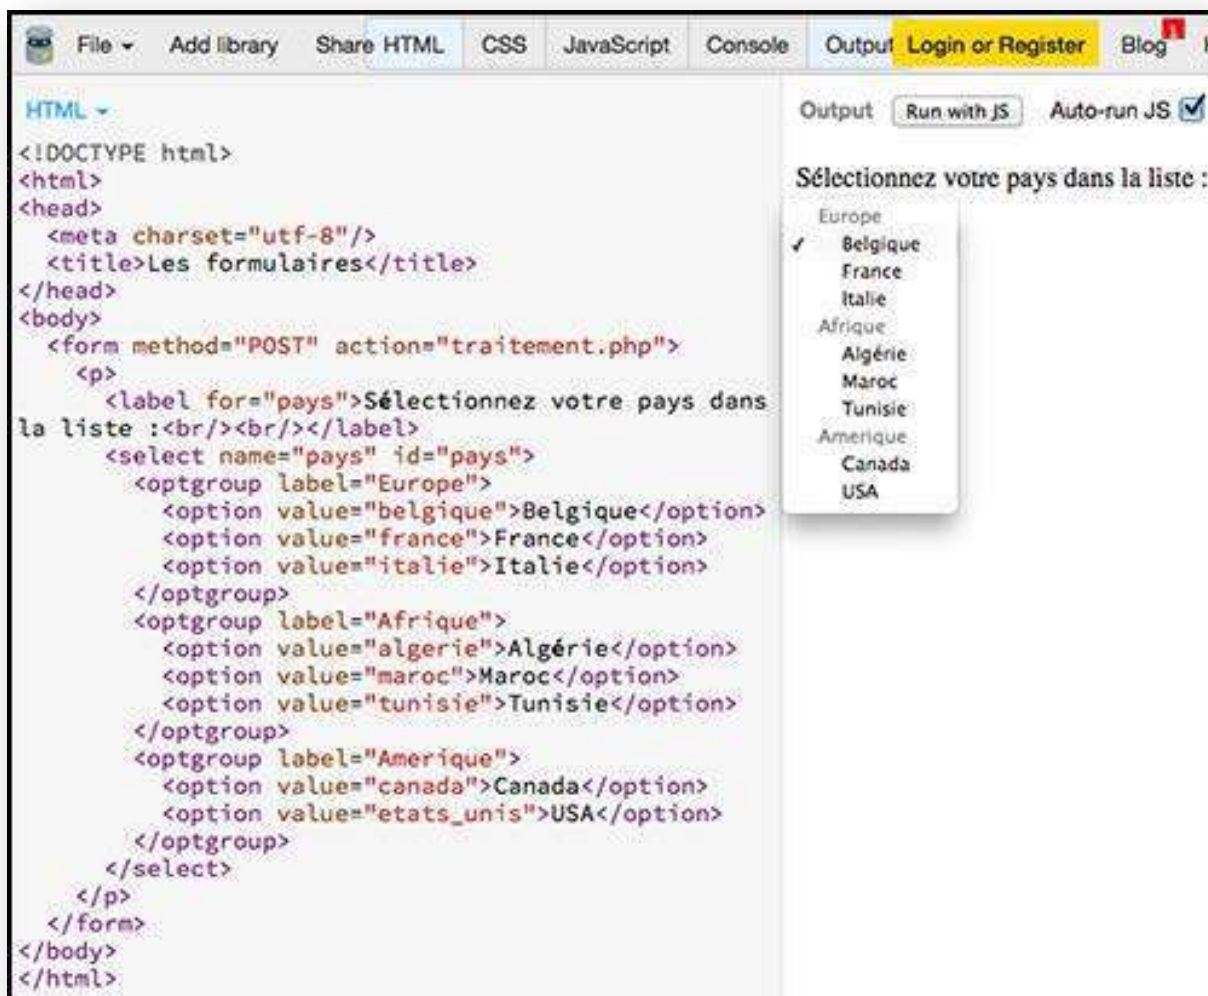 File Add library Share HTML CSS JavaScript Console Output Login or Register Blog
HTML
<!DOCTYPE html>
<html>
<head>
<meta charset="utf-8"/>
<title>Les formulaires</title>
</head>
<body>
<form method="POST" action="traitement.php">
<p>
<label for="pays">Sélectionnez votre pays dans
la liste :<br/><br/></label>
<select name="pays" id="pays">
<optgroup label="Europe">
<option value="belgique">Belgique</option>
<option value="france">France</option>
<option value="italie">Italie</option>
</optgroup>
<optgroup label="Afrique">
<option value="algerie">Algérie</option>
<option value="maroc">Maroc</option>
<option value="tunisie">Tunisie</option>
</optgroup>
<optgroup label="Amerique">
<option value="canada">Canada</option>
<option value="etats_unis">USA</option>
</optgroup>
</select>
</p>
</form>
</body>
</html>
Output Run with JS Auto-run JS
Sélectionnez votre pays dans la liste :
Europe
Belgique
France
Italie
Afrique
Algérie
Maroc
Tunisie
Amerique
Canada
USA